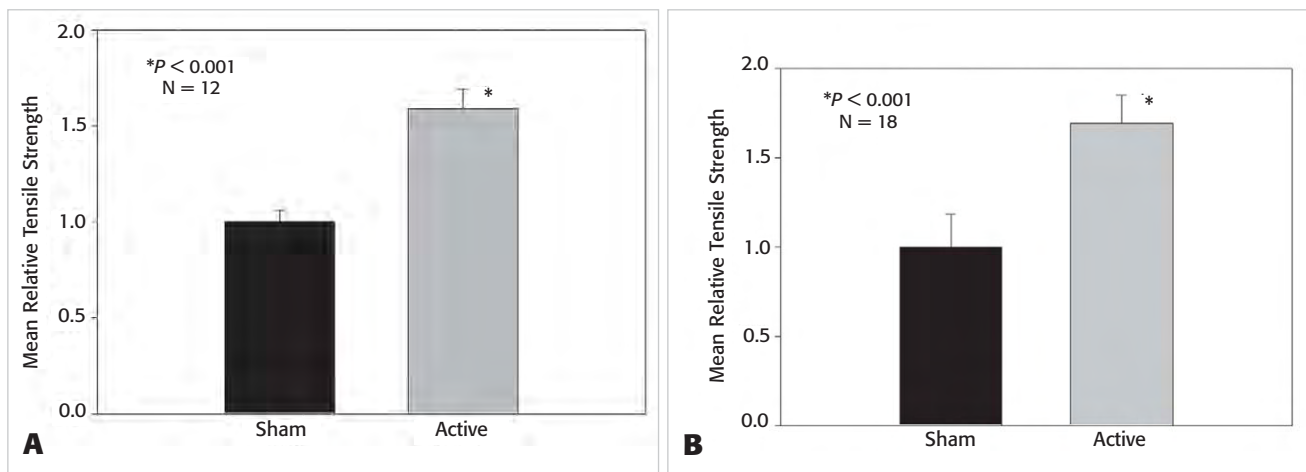 2.0
*P < 0.001
N = 12
*
1.5
1.0
0.5
0.0
Mean Relative Tensile Strength
Sham Active
A
2.0
*P < 0.001
N = 18
*
1.5
1.0
0.5
0.0
Mean Relative Tensile Strength
Sham Active
B